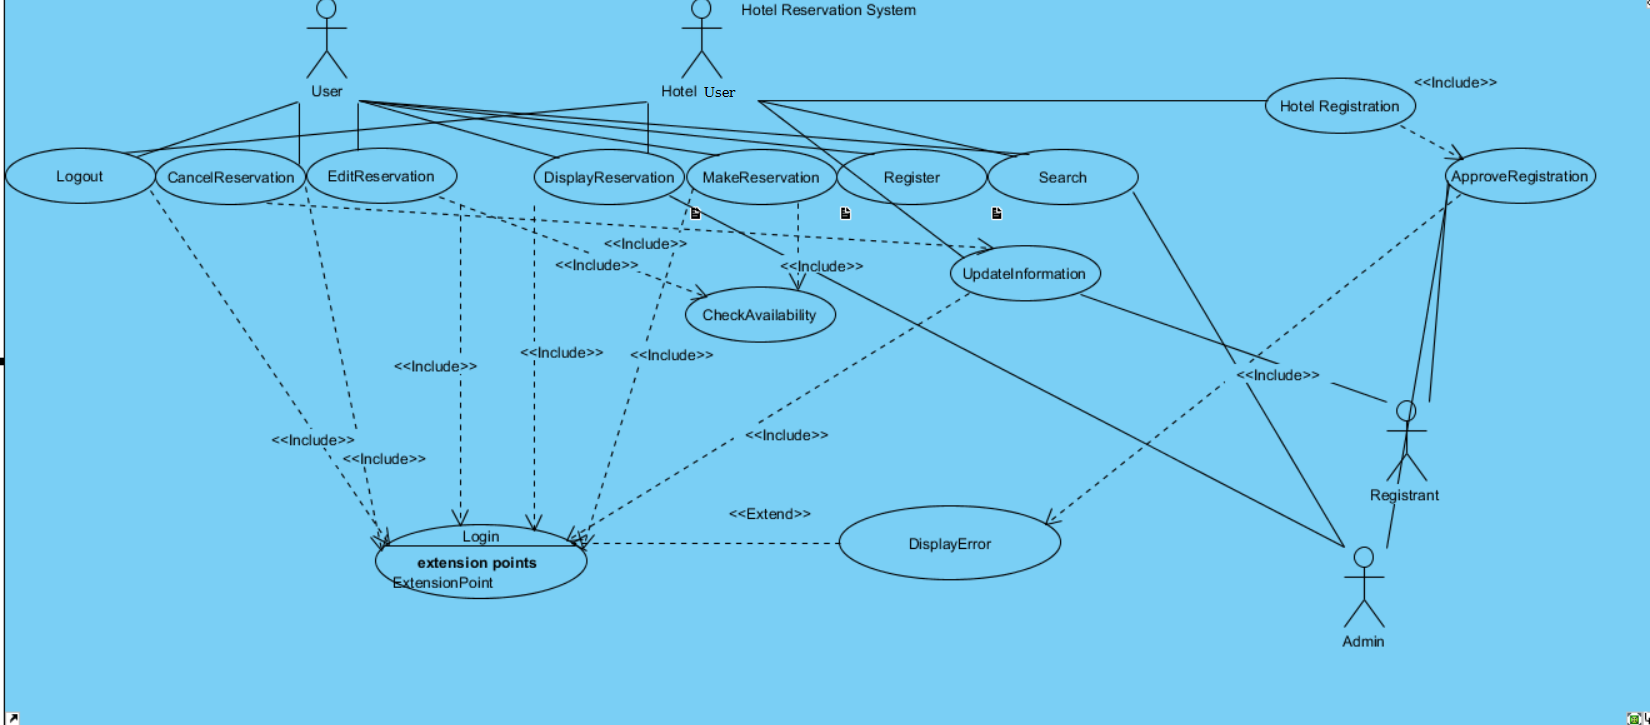 Hotel Reservation System
User
Hotel User
<<Include>>
Hotel Registration
Logout
CancelReservation
EditReservation
DisplayReservation
MakeReservation
Register
Search
ApproveRegistration
<<Include>>
<<Include>>
<<Include>>
UpdateInformation
CheckAvailability
<<Include>>
<<Include>>
<<Include>>
<<Include>>
<<Include>>
<<Include>>
<<Include>>
Registrant
<<Extend>>
Login
extension points
ExtensionPoint
DisplayError
Admin